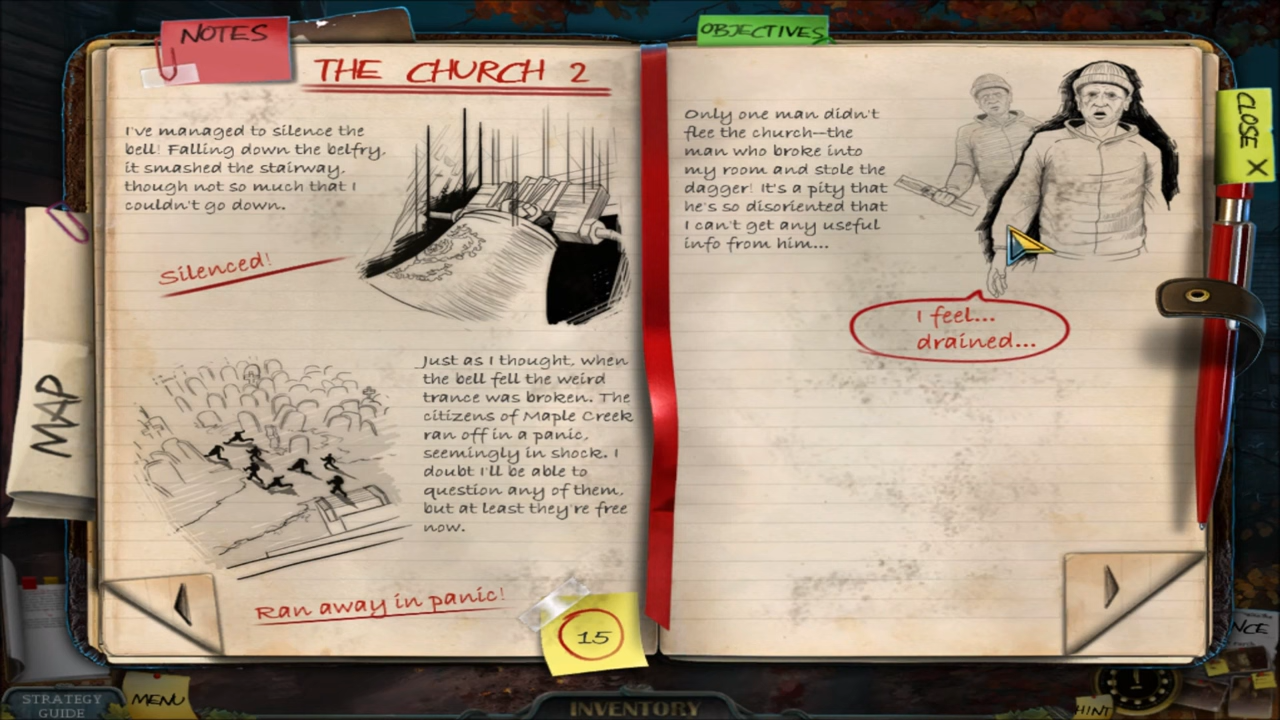 NOTES
OBJECTIVES
THE CHURCH 2
CLOSE X
I've managed to silence the
bell! Falling down the belfry,
it smashed the stairway,
though not so much that I
couldn't go down.
Silenced!
Just as I thought, when
the bell fell the weird
trance was broken. The
citizens of Maple Creek
ran off in a panic,
seemingly in shock. I
doubt I'll be able to
question any of them,
but at least they're free
now.
Ran away in panic!
15
Only one man didn't
flee the church--the
man who broke into
my room and stole the
dagger! It's a pity that
he's so disoriented that
I can't get any useful
info from him...
I feel...
drained...
MAP
STRATEGY
GUIDE
MENU
INVENTORY
HINT